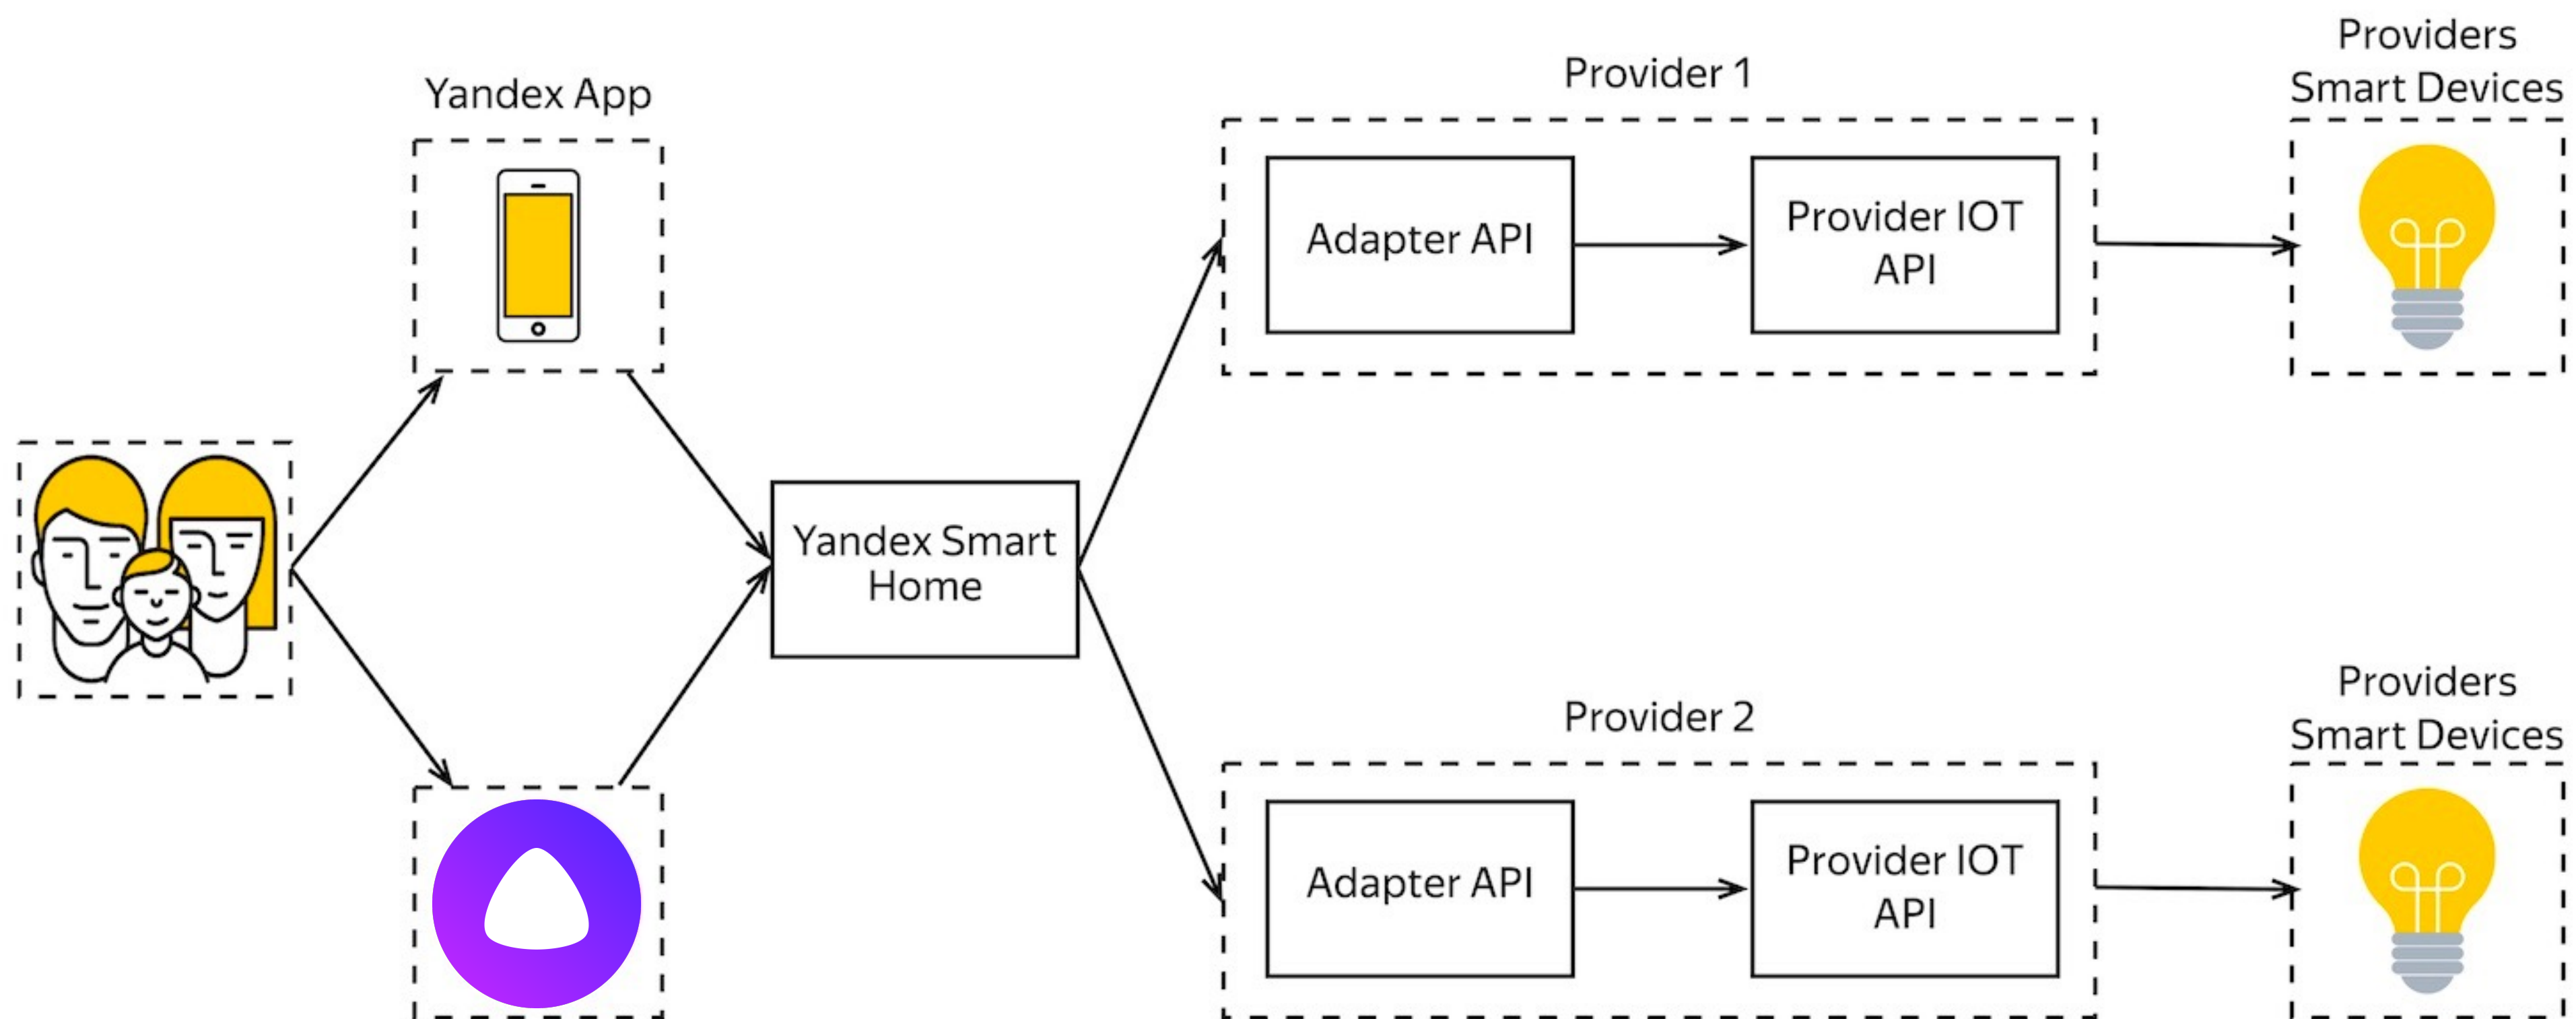 Yandex App
Provider 1
Providers
Smart Devices
Adapter API
Provider IOT
API
Yandex Smart
Home
Provider 2
Providers
Smart Devices
Adapter API
Provider IOT
API